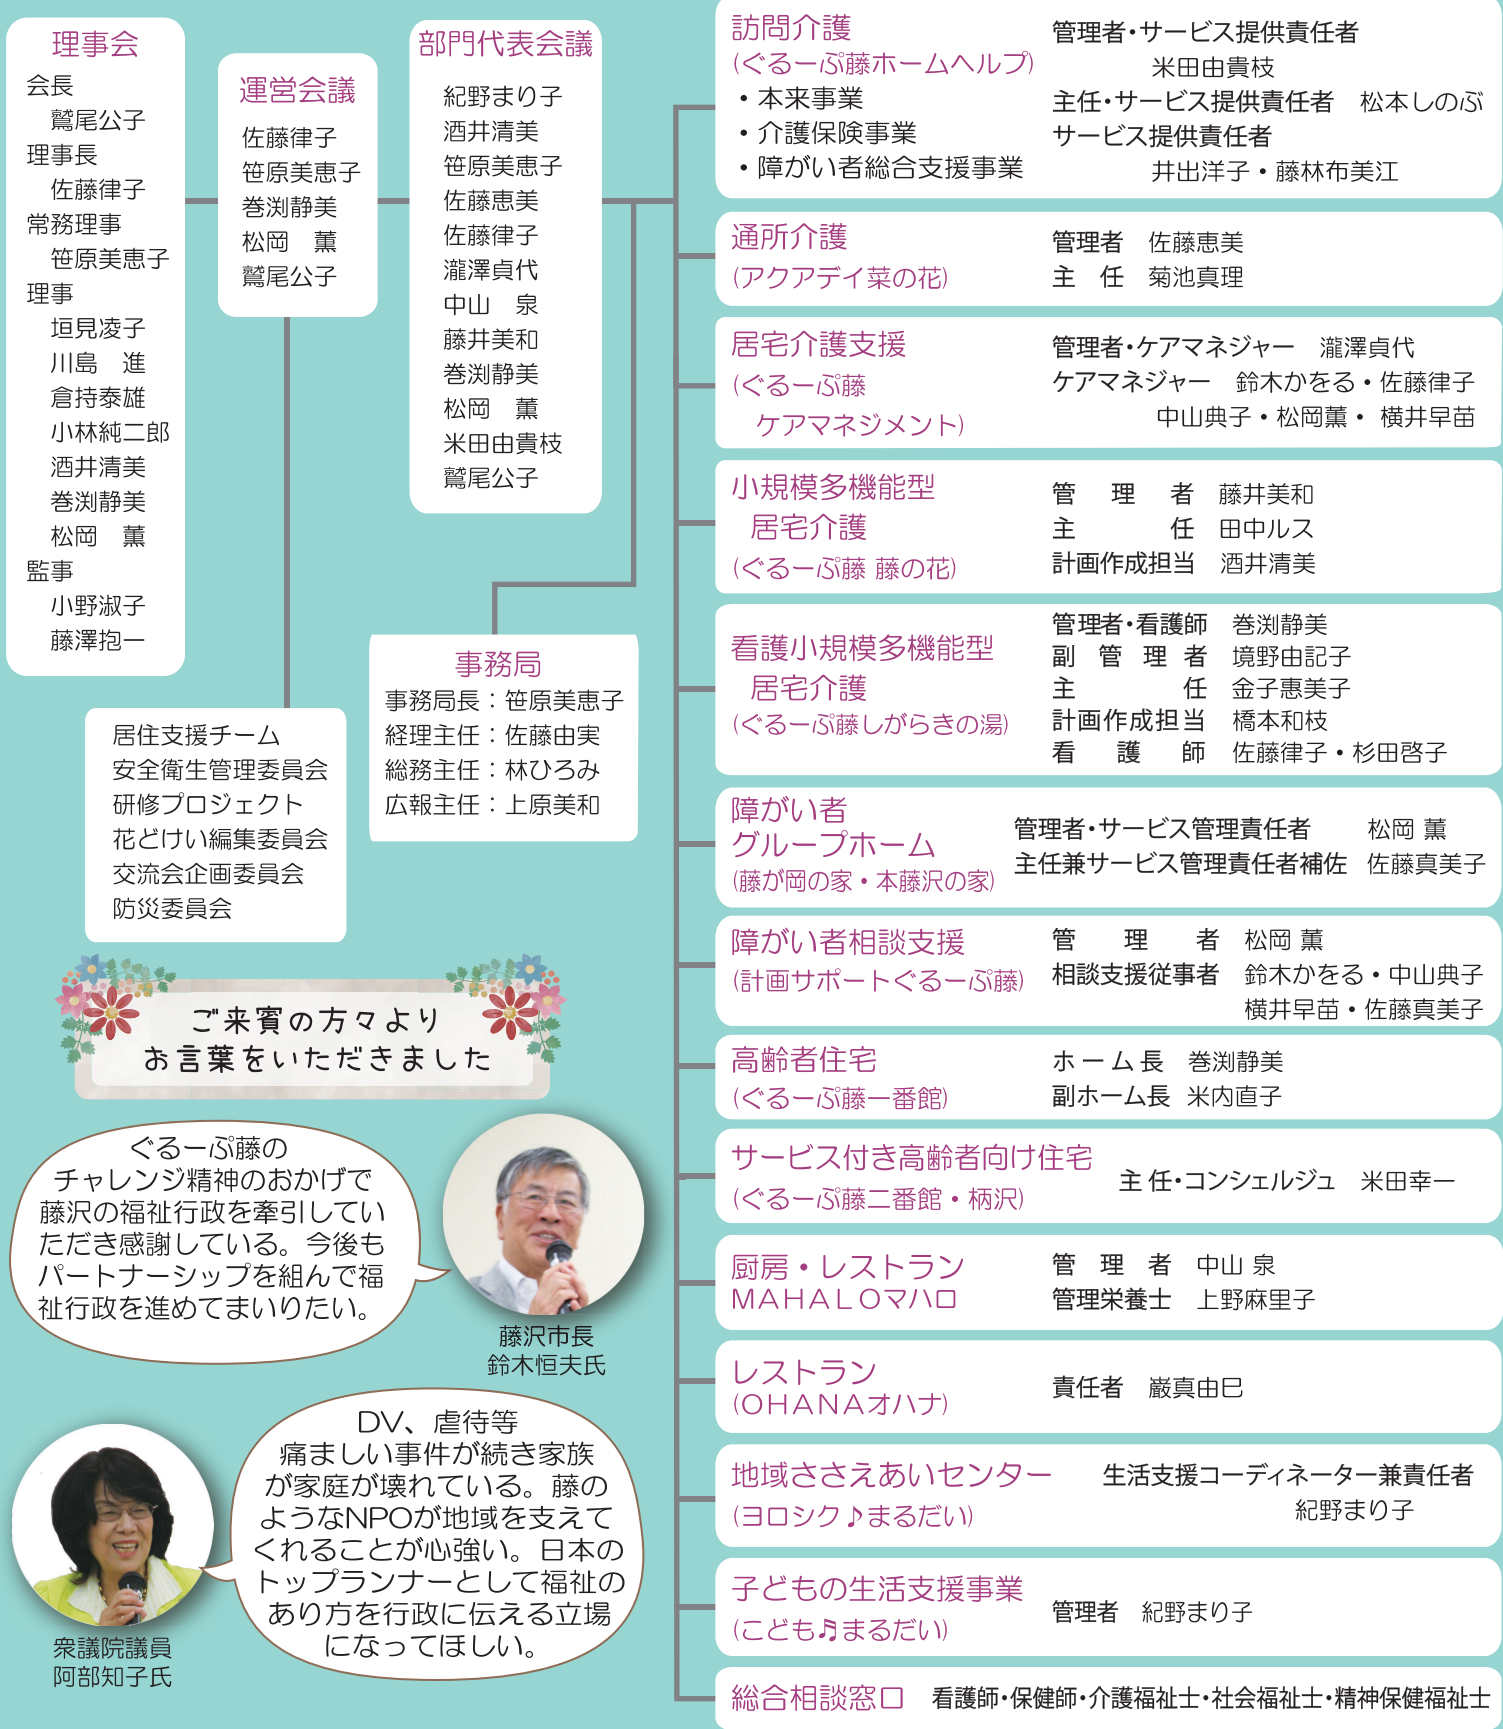 理事会
会長
鷲尾公子
理事長
佐藤律子
常務理事
笹原美恵子
理事
垣見凌子
川島　進
倉持泰雄
小林純二郎
酒井清美
巻渕静美
松岡　薫
監事
小野淑子
藤澤抱一
運営会議
佐藤律子
笹原美恵子
巻渕静美
松岡　薫
鷲尾公子
部門代表会議
紀野まり子
酒井清美
笹原美恵子
佐藤恵美
佐藤律子
瀧澤貞代
中山　泉
藤井美和
巻渕静美
松岡　薫
米田由貴枝
鷲尾公子
居住支援チーム
安全衛生管理委員会
研修プロジェクト
花どけい編集委員会
交流会企画委員会
防災委員会
事務局
事務局長：笹原美恵子
経理主任：佐藤由実
総務主任：林ひろみ
広報主任：上原美和
訪問介護
(ぐるーぷ藤ホームヘルプ)
・本来事業
・介護保険事業
・障がい者総合支援事業
管理者・サービス提供責任者
米田由貴枝
主任・サービス提供責任者　松本しのぶ
サービス提供責任者
井出洋子・藤林布美江
通所介護
(アクアデイ菜の花)
管理者　佐藤恵美
主　任　菊池真理
居宅介護支援
(ぐるーぷ藤
ケアマネジメント)
管理者・ケアマネジャー　瀧澤貞代
ケアマネジャー　鈴木かをる・佐藤律子
中山典子・松岡薫・ 横井早苗
小規模多機能型
居宅介護
(ぐるーぷ藤 藤の花)
管　理　者　藤井美和
主　　　任　田中ルス
計画作成担当　酒井清美
看護小規模多機能型
居宅介護
(ぐるーぷ藤しがらきの湯)
管理者・看護師　巻渕静美
副　管　理　者　境野由記子
主　　　　任　金子惠美子
計画作成担当　橋本和枝
看　護　師　佐藤律子・杉田啓子
障がい者
グループホーム
(藤が岡の家・本藤沢の家)
管理者・サービス管理責任者　松岡 薫
主任兼サービス管理責任者補佐　佐藤真美子
障がい者相談支援
(計画サポートぐるーぷ藤)
管　　理　　者　松岡 薫
相談支援従事者　鈴木かをる・中山典子
横井早苗・佐藤真美子
高齢者住宅
(ぐるーぷ藤一番館)
ホーム長　巻渕静美
副ホーム長　米内直子
サービス付き高齢者向け住宅
(ぐるーぷ藤二番館・柄沢)
主 任・コンシェルジュ　米田幸一
厨房・レストラン
ＭＡＨＡＬＯマハロ
管　理　者　中山 泉
管理栄養士　上野麻里子
レストラン
(ＯＨＡＮＡオハナ)
責任者　巌真由巳
地域ささえあいセンター
(ヨロシク♪まるだい)
生活支援コーディネーター兼責任者
紀野まり子
子どもの生活支援事業
(こども♬まるだい)
管理者　紀野まり子
総合相談窓口　看護師・保健師・介護福祉士・社会福祉士・精神保健福祉士
ご来賓の方々より
お言葉をいただきました
ぐるーぷ藤の
チャレンジ精神のおかげで
藤沢の福祉行政を牽引してい
ただき感謝している。今後も
パートナーシップを組んで福
祉行政を進めてまいりたい。
藤沢市長
鈴木恒夫氏
DV、虐待等
痛ましい事件が続き家族
が家庭が壊れている。藤の
ようなNPOが地域を支えて
くれることが心強い。日本の
トップランナーとして福祉の
あり方を行政に伝える立場
になってほしい。
衆議院議員
阿部知子氏